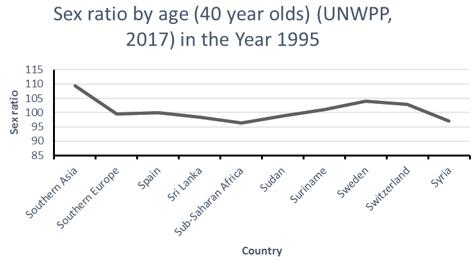 Sex ratio by age (40 year olds) (UNWPP,
2017) in the Year 1995
115
110
105
100
95
90
85
Sex ratio
Southern Asia
Southern Europe
Spain
Sri Lanka
Sub-Saharan Africa
Sudan
Suriname
Sweden
Switzerland
Syria
Country